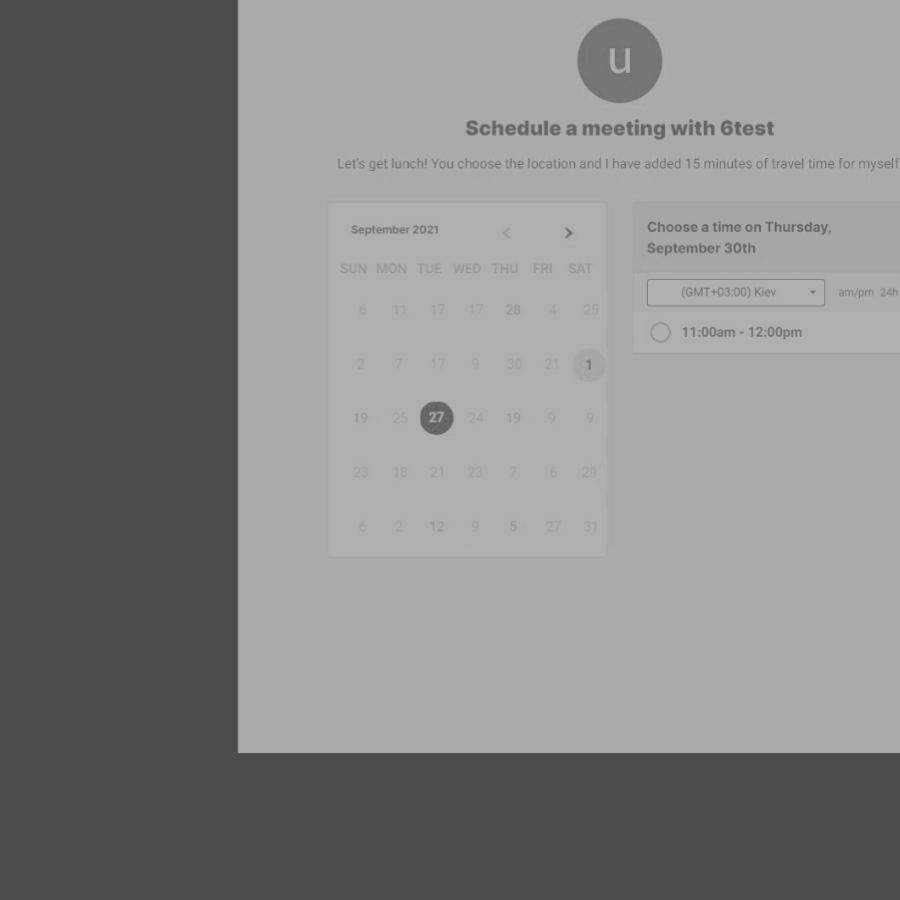 u
Schedule a meeting with 6test
Let's get lunch! You choose the location and I have added 15 minutes of travel time for myself
September 2021
SUN MON TUE WED THU FRI SAT
6 11 17 17 28 4 25
2 7 17 9 30 21 1
19 25 27 24 19 9 9
23 18 21 23 7 6 29
6 2 12 9 5 27 31
Choose a time on Thursday,
September 30th
(GMT+03:00) Kiev am/pm 24h
11:00am - 12:00pm